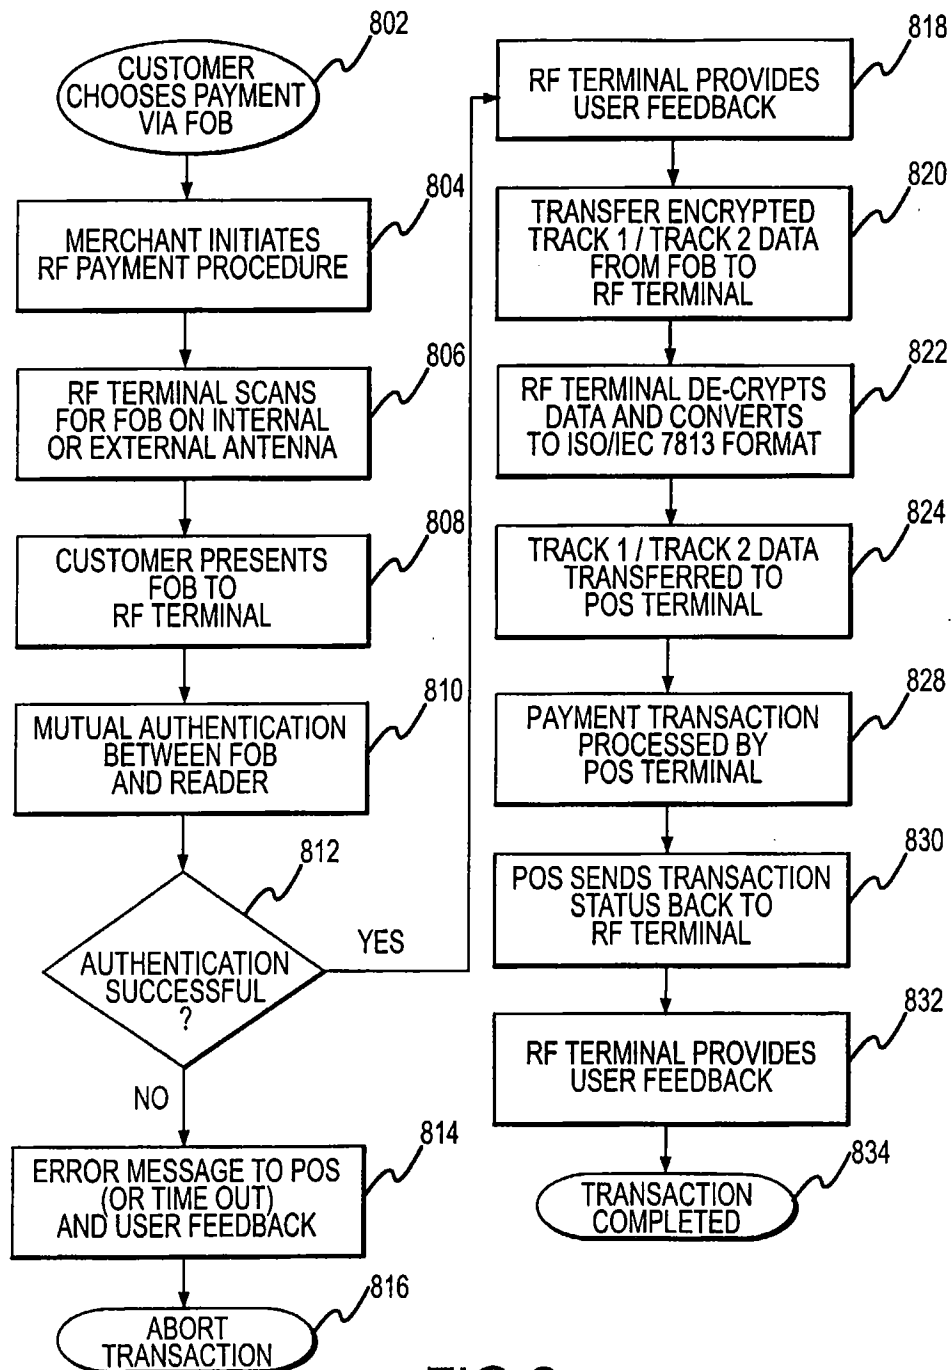 802
CUSTOMER
CHOOSES PAYMENT
VIA FOB
804
MERCHANT INITIATES
RF PAYMENT PROCEDURE
806
RF TERMINAL SCANS
FOR FOB ON INTERNAL
OR EXTERNAL ANTENNA
808
CUSTOMER PRESENTS
FOB TO
RF TERMINAL
810
MUTUAL AUTHENTICATION
BETWEEN FOB
AND READER
812
AUTHENTICATION
SUCCESSFUL
?
YES
NO
814
ERROR MESSAGE TO POS
(OR TIME OUT)
AND USER FEEDBACK
816
ABORT
TRANSACTION
818
RF TERMINAL PROVIDES
USER FEEDBACK
820
TRANSFER ENCRYPTED
TRACK 1 / TRACK 2 DATA
FROM FOB TO
RF TERMINAL
822
RF TERMINAL DE-CRYPTS
DATA AND CONVERTS
TO ISO/IEC 7813 FORMAT
824
TRACK 1 / TRACK 2 DATA
TRANSFERRED TO
POS TERMINAL
828
PAYMENT TRANSACTION
PROCESSED BY
POS TERMINAL
830
POS SENDS TRANSACTION
STATUS BACK TO
RF TERMINAL
832
RF TERMINAL PROVIDES
USER FEEDBACK
834
TRANSACTION
COMPLETED